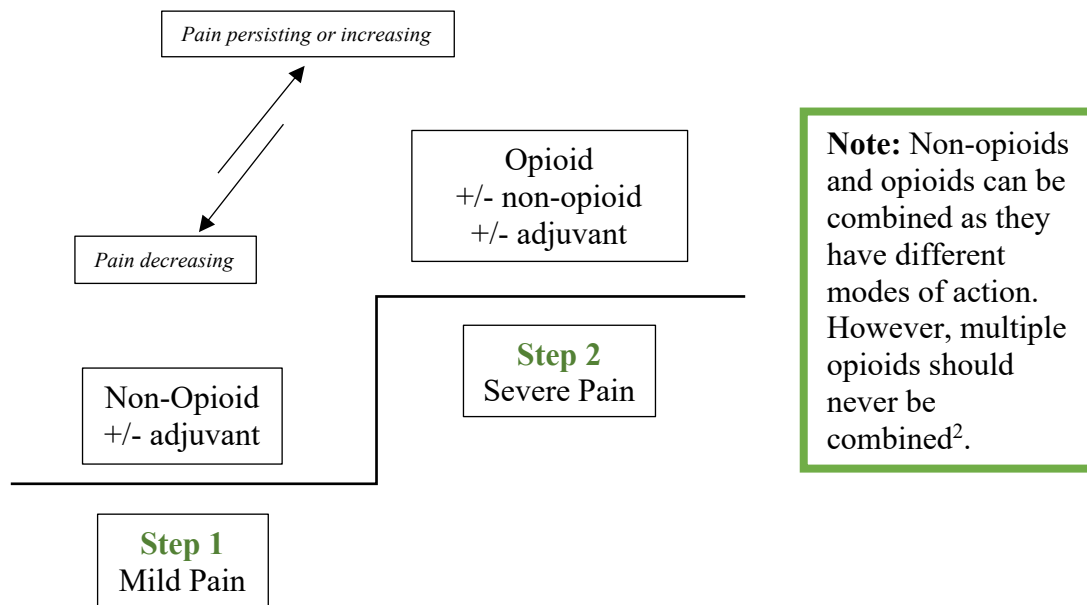 Pain persisting or increasing
Pain decreasing
Opioid
+/- non-opioid
+/- adjuvant
Non-Opioid
+/- adjuvant
Step 2
Severe Pain
Step 1
Mild Pain
Note: Non-opioids
and opioids can be
combined as they
have different
modes of action.
However, multiple
opioids should
never be
combined².